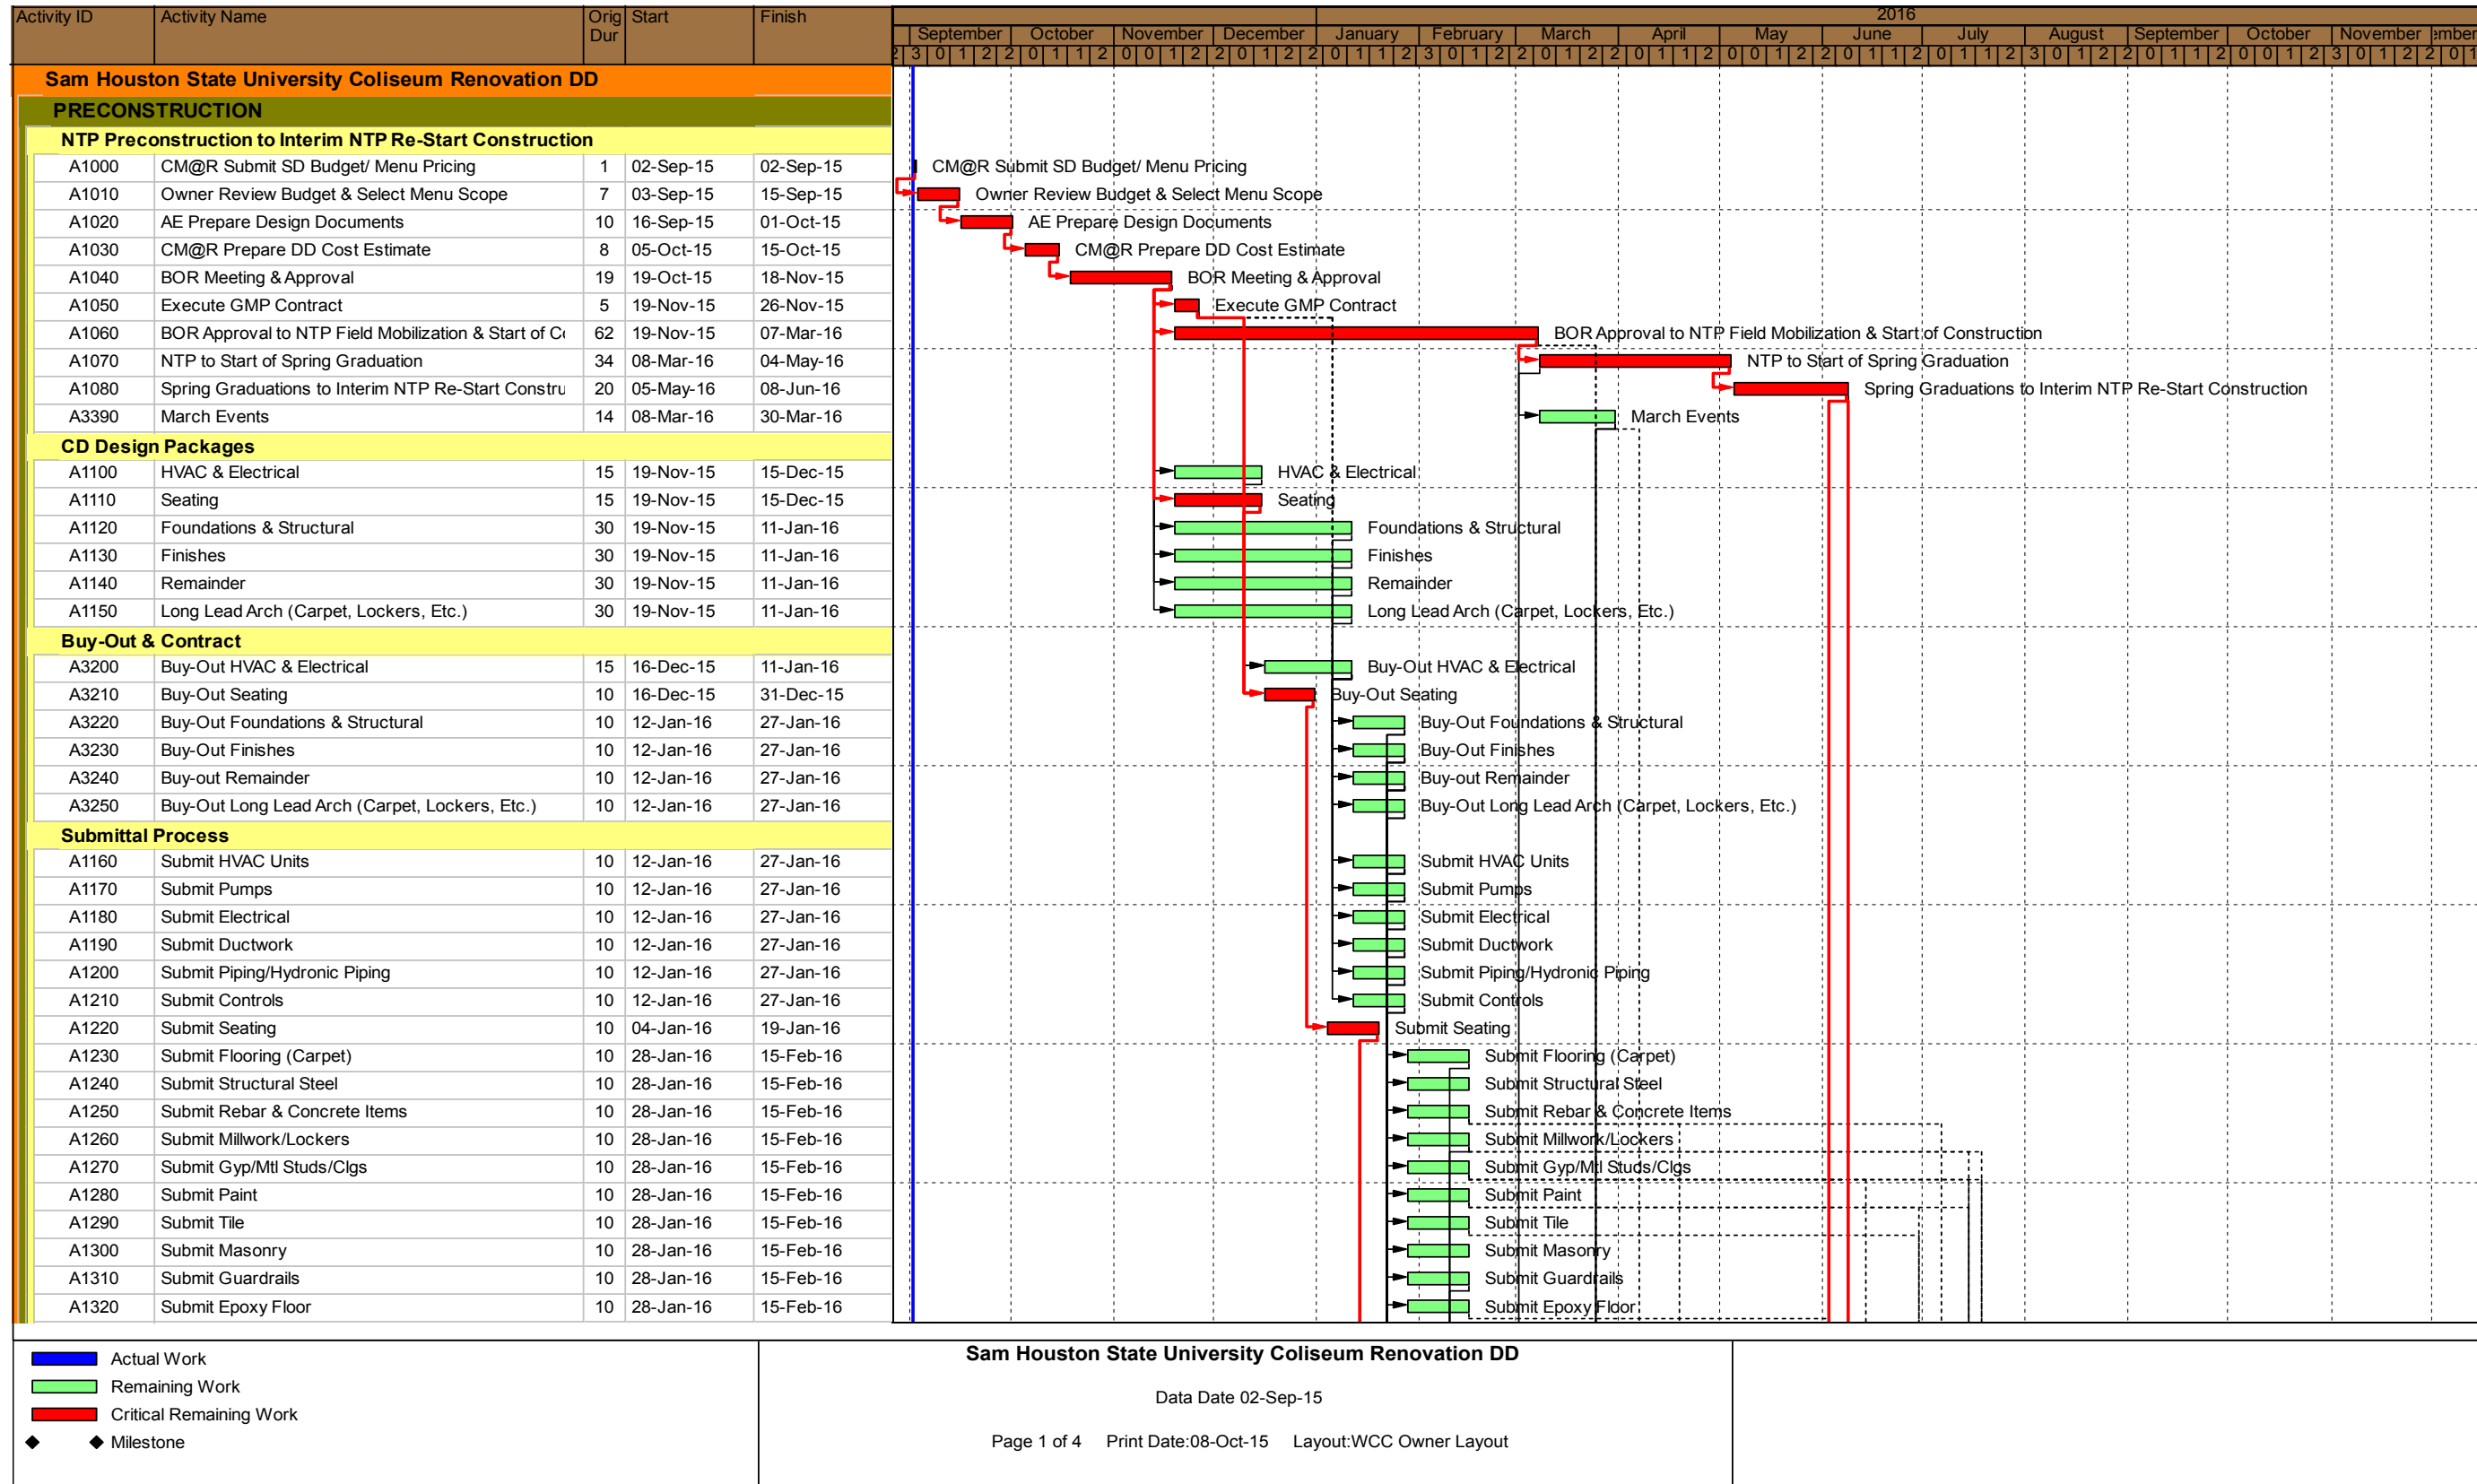 Activity ID Activity Name Orig Dur Start Finish
2016
September October November December January February March April May June July August September October November ember
Sam Houston State University Coliseum Renovation DD
PRECONSTRUCTION
NTP Preconstruction to Interim NTP Re-Start Construction
A1000 CM@R Submit SD Budget/ Menu Pricing 1 02-Sep-15 02-Sep-15 CM@R Submit SD Budget/ Menu Pricing
A1010 Owner Review Budget & Select Menu Scope 7 03-Sep-15 15-Sep-15 Owner Review Budget & Select Menu Scope
A1020 AE Prepare Design Documents 10 16-Sep-15 01-Oct-15 AE Prepare Design Documents
A1030 CM@R Prepare DD Cost Estimate 8 05-Oct-15 15-Oct-15 CM@R Prepare DD Cost Estimate
A1040 BOR Meeting & Approval 19 19-Oct-15 18-Nov-15 BOR Meeting & Approval
A1050 Execute GMP Contract 5 19-Nov-15 26-Nov-15 Execute GMP Contract
A1060 BOR Approval to NTP Field Mobilization & Start of Co 62 19-Nov-15 07-Mar-16 BOR Approval to NTP Field Mobilization & Start of Construction
A1070 NTP to Start of Spring Graduation 34 08-Mar-16 04-May-16 NTP to Start of Spring Graduation
A1080 Spring Graduations to Interim NTP Re-Start Constru 20 05-May-16 08-Jun-16 Spring Graduations to Interim NTP Re-Start Construction
A3390 March Events 14 08-Mar-16 30-Mar-16 March Events
CD Design Packages
A1100 HVAC & Electrical 15 19-Nov-15 15-Dec-15 HVAC & Electrical
A1110 Seating 15 19-Nov-15 15-Dec-15 Seating
A1120 Foundations & Structural 30 19-Nov-15 11-Jan-16 Foundations & Structural
A1130 Finishes 30 19-Nov-15 11-Jan-16 Finishes
A1140 Remainder 30 19-Nov-15 11-Jan-16 Remainder
A1150 Long Lead Arch (Carpet, Lockers, Etc.) 30 19-Nov-15 11-Jan-16 Long Lead Arch (Carpet, Lockers, Etc.)
Buy-Out & Contract
A3200 Buy-Out HVAC & Electrical 15 16-Dec-15 11-Jan-16 Buy-Out HVAC & Electrical
A3210 Buy-Out Seating 10 16-Dec-15 31-Dec-15 Buy-Out Seating
A3220 Buy-Out Foundations & Structural 10 12-Jan-16 27-Jan-16 Buy-Out Foundations & Structural
A3230 Buy-Out Finishes 10 12-Jan-16 27-Jan-16 Buy-Out Finishes
A3240 Buy-out Remainder 10 12-Jan-16 27-Jan-16 Buy-out Remainder
A3250 Buy-Out Long Lead Arch (Carpet, Lockers, Etc.) 10 12-Jan-16 27-Jan-16 Buy-Out Long Lead Arch (Carpet, Lockers, Etc.)
Submittal Process
A1160 Submit HVAC Units 10 12-Jan-16 27-Jan-16 Submit HVAC Units
A1170 Submit Pumps 10 12-Jan-16 27-Jan-16 Submit Pumps
A1180 Submit Electrical 10 12-Jan-16 27-Jan-16 Submit Electrical
A1190 Submit Ductwork 10 12-Jan-16 27-Jan-16 Submit Ductwork
A1200 Submit Piping/Hydronic Piping 10 12-Jan-16 27-Jan-16 Submit Piping/Hydronic Piping
A1210 Submit Controls 10 12-Jan-16 27-Jan-16 Submit Controls
A1220 Submit Seating 10 04-Jan-16 19-Jan-16 Submit Seating
A1230 Submit Flooring (Carpet) 10 28-Jan-16 15-Feb-16 Submit Flooring (Carpet)
A1240 Submit Structural Steel 10 28-Jan-16 15-Feb-16 Submit Structural Steel
A1250 Submit Rebar & Concrete Items 10 28-Jan-16 15-Feb-16 Submit Rebar & Concrete Items
A1260 Submit Millwork/Lockers 10 28-Jan-16 15-Feb-16 Submit Millwork/Lockers
A1270 Submit Gyp/Mtl Studs/Clgs 10 28-Jan-16 15-Feb-16 Submit Gyp/Mtl Studs/Clgs
A1280 Submit Paint 10 28-Jan-16 15-Feb-16 Submit Paint
A1290 Submit Tile 10 28-Jan-16 15-Feb-16 Submit Tile
A1300 Submit Masonry 10 28-Jan-16 15-Feb-16 Submit Masonry
A1310 Submit Guardrails 10 28-Jan-16 15-Feb-16 Submit Guardrails
A1320 Submit Epoxy Floor 10 28-Jan-16 15-Feb-16 Submit Epoxy Floor
Actual Work
Remaining Work
Critical Remaining Work
Milestone
Sam Houston State University Coliseum Renovation DD
Data Date 02-Sep-15
Page 1 of 4 Print Date:08-Oct-15 Layout:WCC Owner Layout